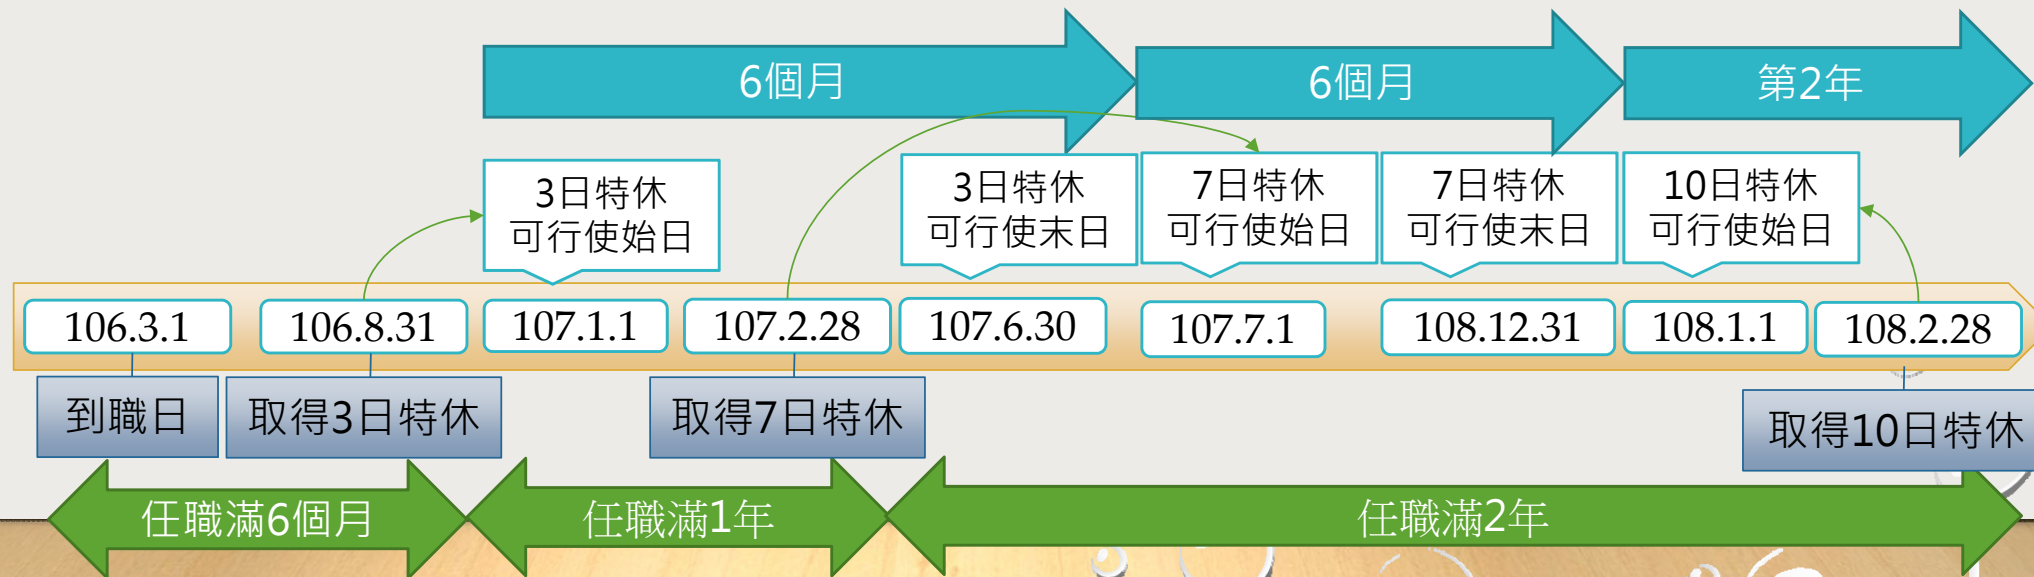 6個月
6個月
第2年
3日特休
可行使始日
3日特休
可行使末日
7日特休
可行使始日
7日特休
可行使末日
10日特休
可行使始日
106.3.1
106.8.31
107.1.1
107.2.28
107.6.30
107.7.1
108.12.31
108.1.1
108.2.28
到職日
取得3日特休
取得7日特休
取得10日特休
任職滿6個月
任職滿1年
任職滿2年